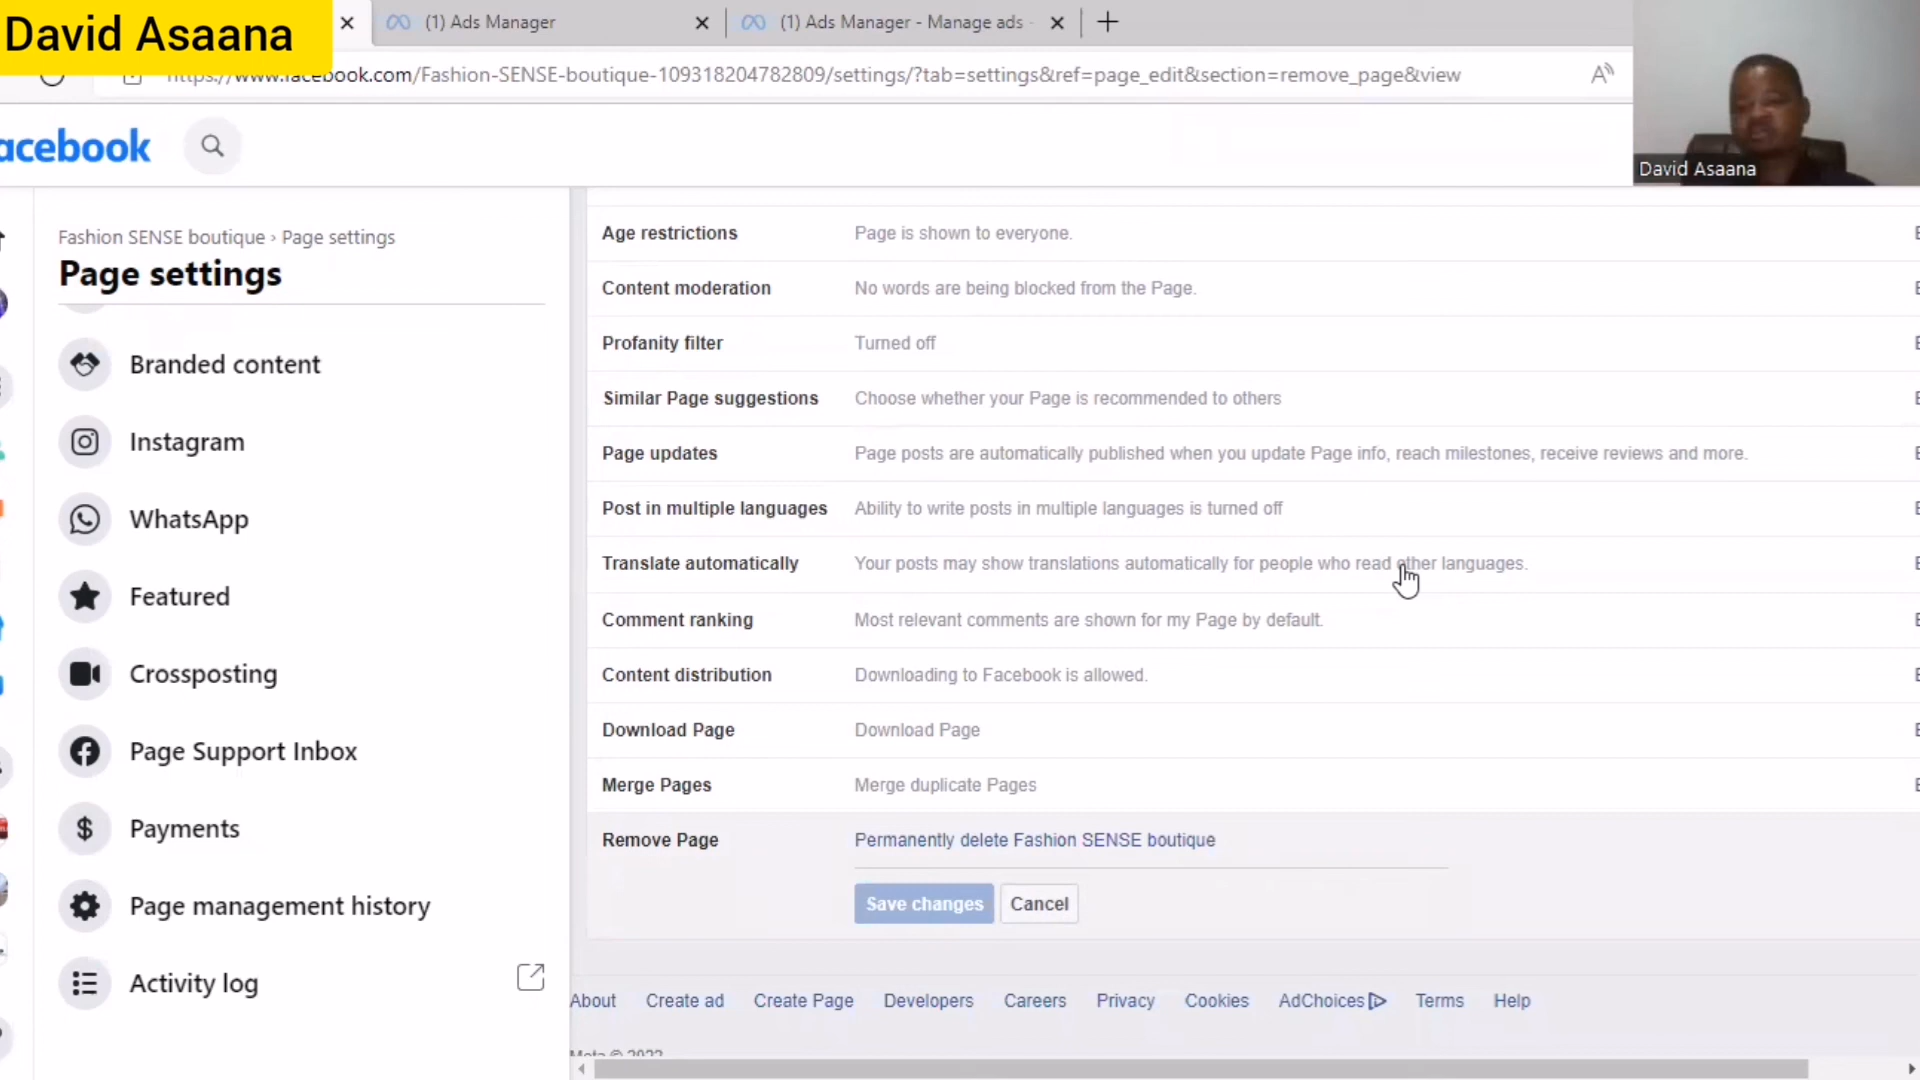 David Asaana
(1) Ads Manager
(1) Ads Manager - Manage ads -
https://www.facebook.com/Fashion-SENSE-boutique-109318204782809/settings/?tab=settings&ref=page_edit&section=remove_page&view
David Asaana
acebook
Fashion SENSE boutique › Page settings
Page settings
Branded content
Instagram
WhatsApp
Featured
Crossposting
Page Support Inbox
Payments
Page management history
Activity log
Age restrictions Page is shown to everyone.
Content moderation No words are being blocked from the Page.
Profanity filter Turned off
Similar Page suggestions Choose whether your Page is recommended to others
Page updates Page posts are automatically published when you update Page info, reach milestones, receive reviews and more.
Post in multiple languages Ability to write posts in multiple languages is turned off
Translate automatically Your posts may show translations automatically for people who read other languages.
Comment ranking Most relevant comments are shown for my Page by default.
Content distribution Downloading to Facebook is allowed.
Download Page Download Page
Merge Pages Merge duplicate Pages
Remove Page Permanently delete Fashion SENSE boutique
Save changes Cancel
About Create ad Create Page Developers Careers Privacy Cookies AdChoices Terms Help
Meta © 2022